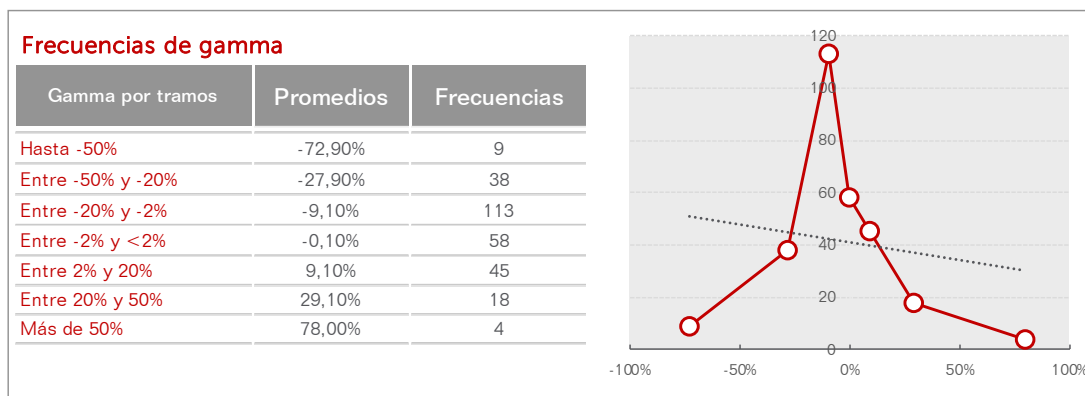 Frecuencias de gamma
Gamma por tramos Promedios Frecuencias
Hasta -50% -72,90% 9
Entre -50% y -20% -27,90% 38
Entre -20% y -2% -9,10% 113
Entre -2% y <2% -0,10% 58
Entre 2% y 20% 9,10% 45
Entre 20% y 50% 29,10% 18
Más de 50% 78,00% 4
120
100
80
60
40
20
0
-100% -50% 0% 50% 100%